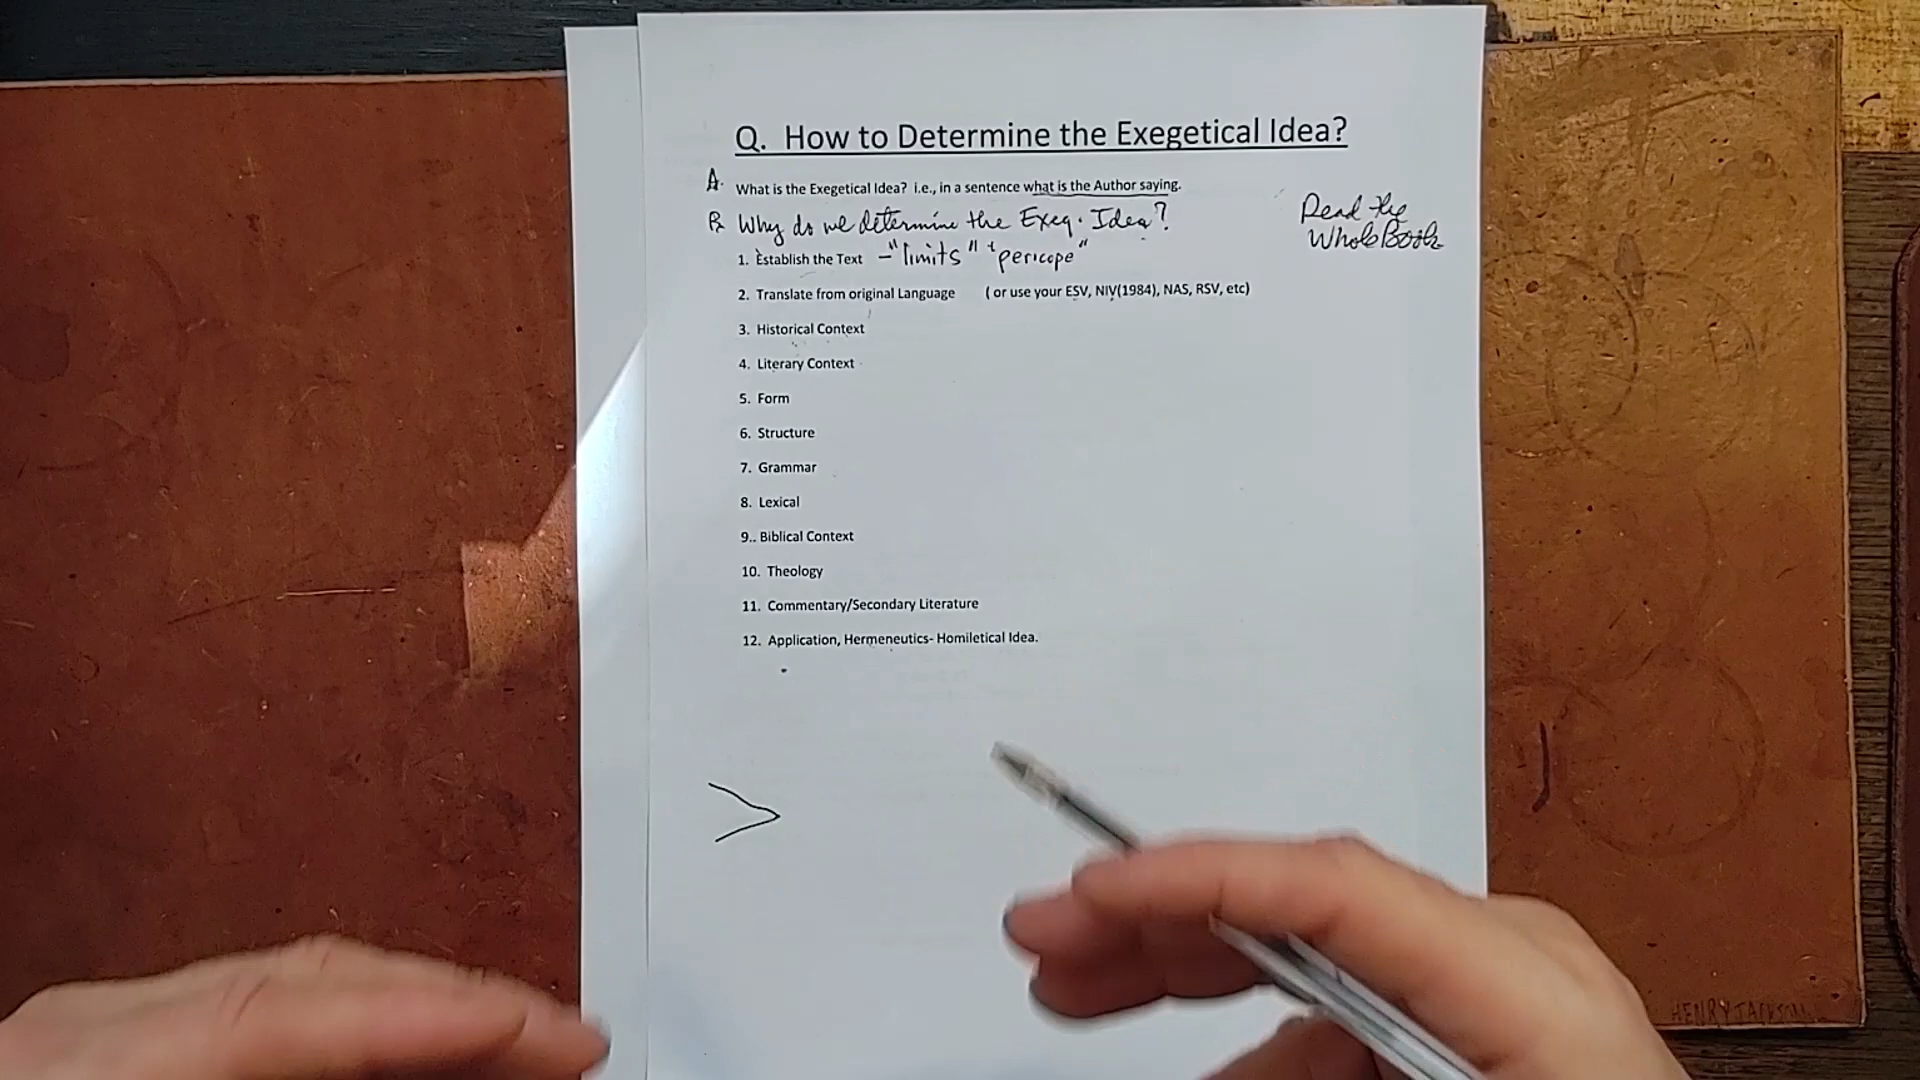 Q. How to Determine the Exegetical Idea?
A. What is the Exegetical Idea? i.e., in a sentence what is the Author saying.
B. Why do we determine the Exeq. Idea?
Read the
Whole Book
1. Establish the Text - "limits" + "pericope"
2. Translate from original Language ( or use your ESV, NIV(1984), NAS, RSV, etc)
3. Historical Context
4. Literary Context
5. Form
6. Structure
7. Grammar
8. Lexical
9.. Biblical Context
10. Theology
11. Commentary/Secondary Literature
12. Application, Hermeneutics- Homiletical Idea.
HENRY JACKSON